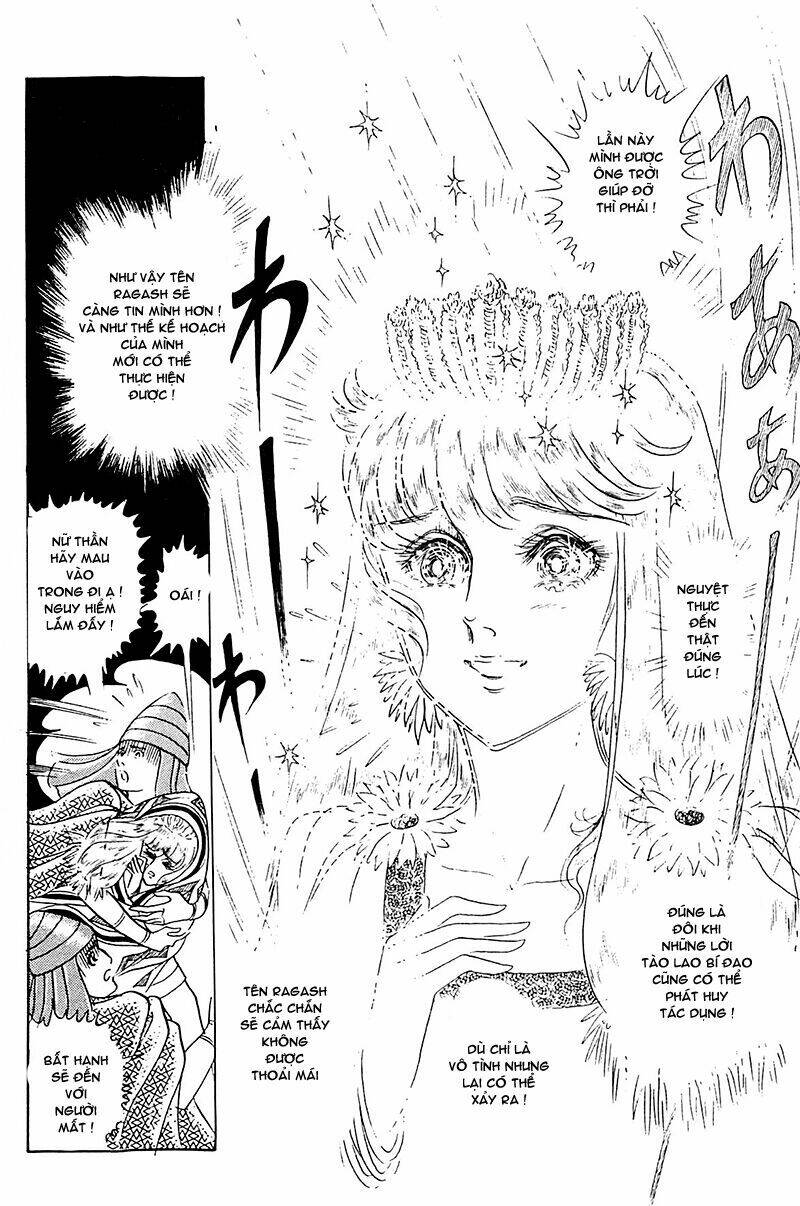 LẦN NÀY
MÌNH ĐƯỢC
ÔNG TRỜI
GIÚP ĐỠ
THÌ PHẢI !
わあああ
NGUYỆT
THỰC
ĐẾN
THẬT
ĐÚNG
LÚC !
ĐÚNG LÀ
ĐÔI KHI
NHỮNG LỜI
TÀO LAO BÍ ĐAO
CŨNG CÓ THỂ
PHÁT HUY
TÁC DỤNG !
DÙ CHỈ LÀ
VÔ TÌNH NHƯNG
LẠI CÓ THỂ
XẢY RA !
TÊN RAGASH
CHẮC CHẮN
SẼ CẢM THẤY
KHÔNG
ĐƯỢC
THOẢI MÁI
わー
わー
NHƯ VẬY TÊN
RAGASH SẼ
CÀNG TIN MÌNH HƠN !
VÀ NHƯ THẾ KẾ HOẠCH
CỦA MÌNH
MỚI CÓ THỂ
THỰC HIỆN
ĐƯỢC !
OÁI !
NỮ THẦN
HÃY MAU
VÀO
TRONG ĐI Ạ !
NGUY HIỂM
LẮM ĐẤY !
BẤT HẠNH
SẼ ĐẾN
VỚI
NGƯỜI
MẤT !